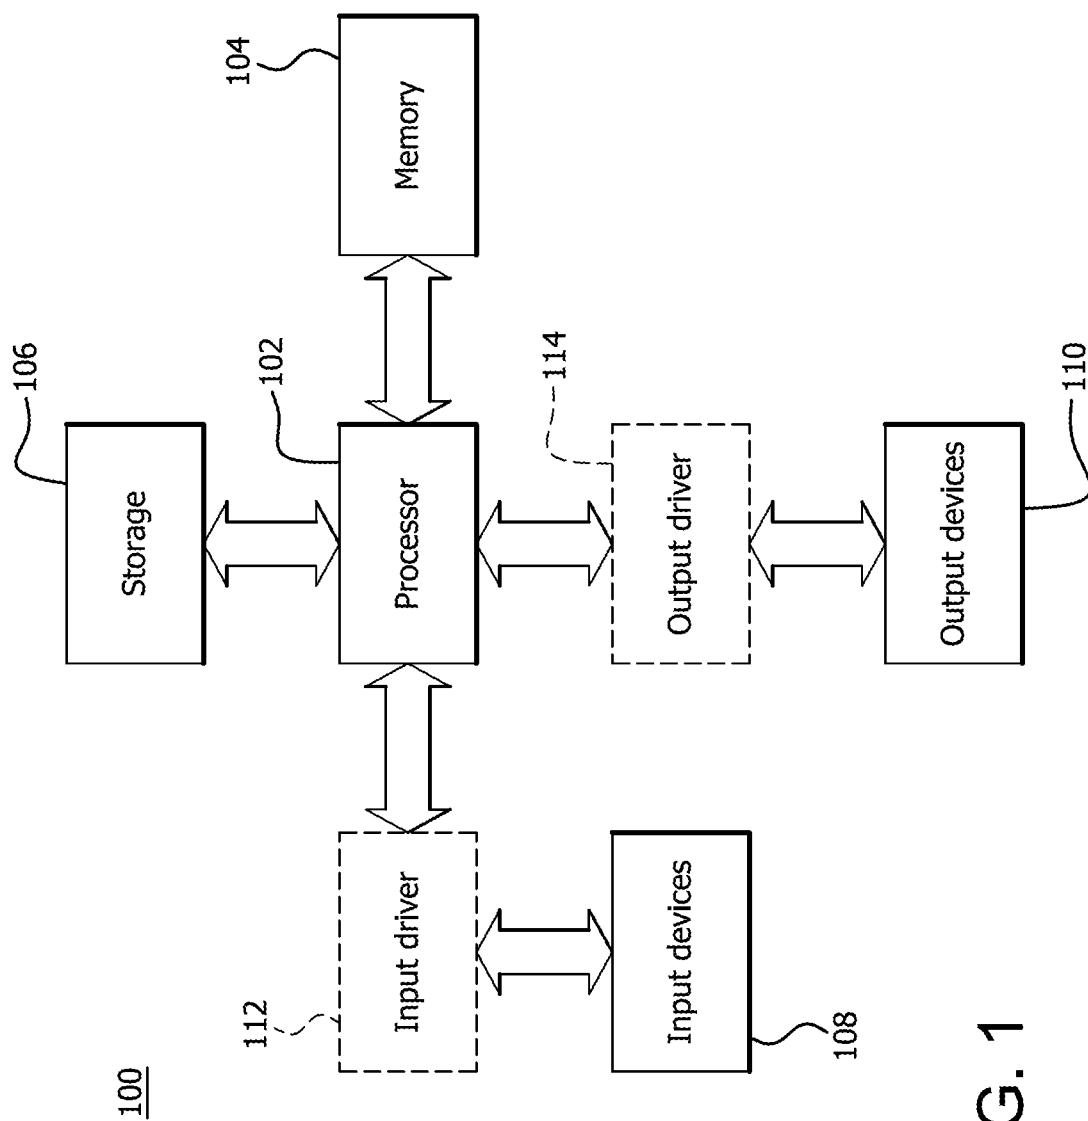 106
100
Storage
112
102
104
Input driver
Processor
Memory
114
Input devices
Output driver
108
Output devices
G. 1
110